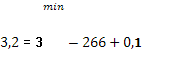 min
3,2 = 3 − 266 + 0,1